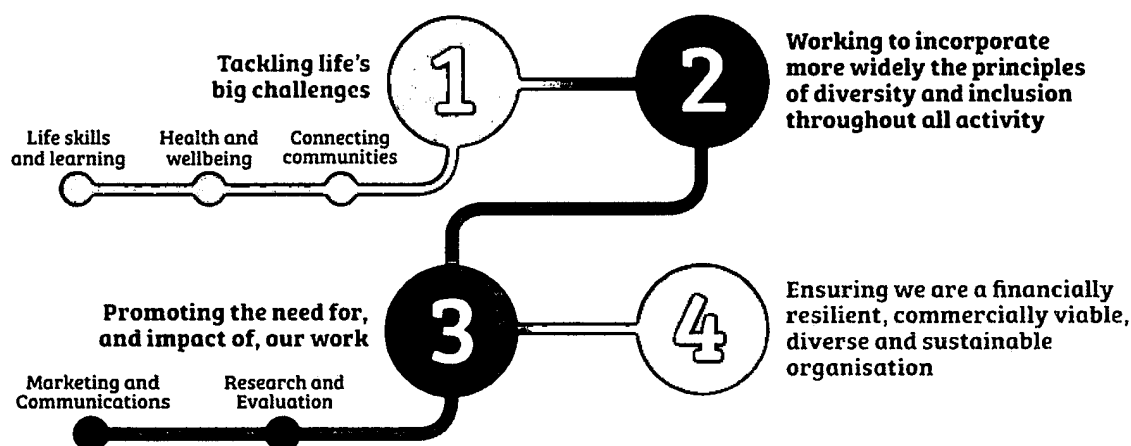 Tackling life's
big challenges
1
Life skills
and learning
Health and
wellbeing
Connecting
communities
2
Working to incorporate
more widely the principles
of diversity and inclusion
throughout all activity
Promoting the need for,
and impact of, our work
3
Marketing and
Communications
Research and
Evaluation
4
Ensuring we are a financially
resilient, commercially viable,
diverse and sustainable
organisation